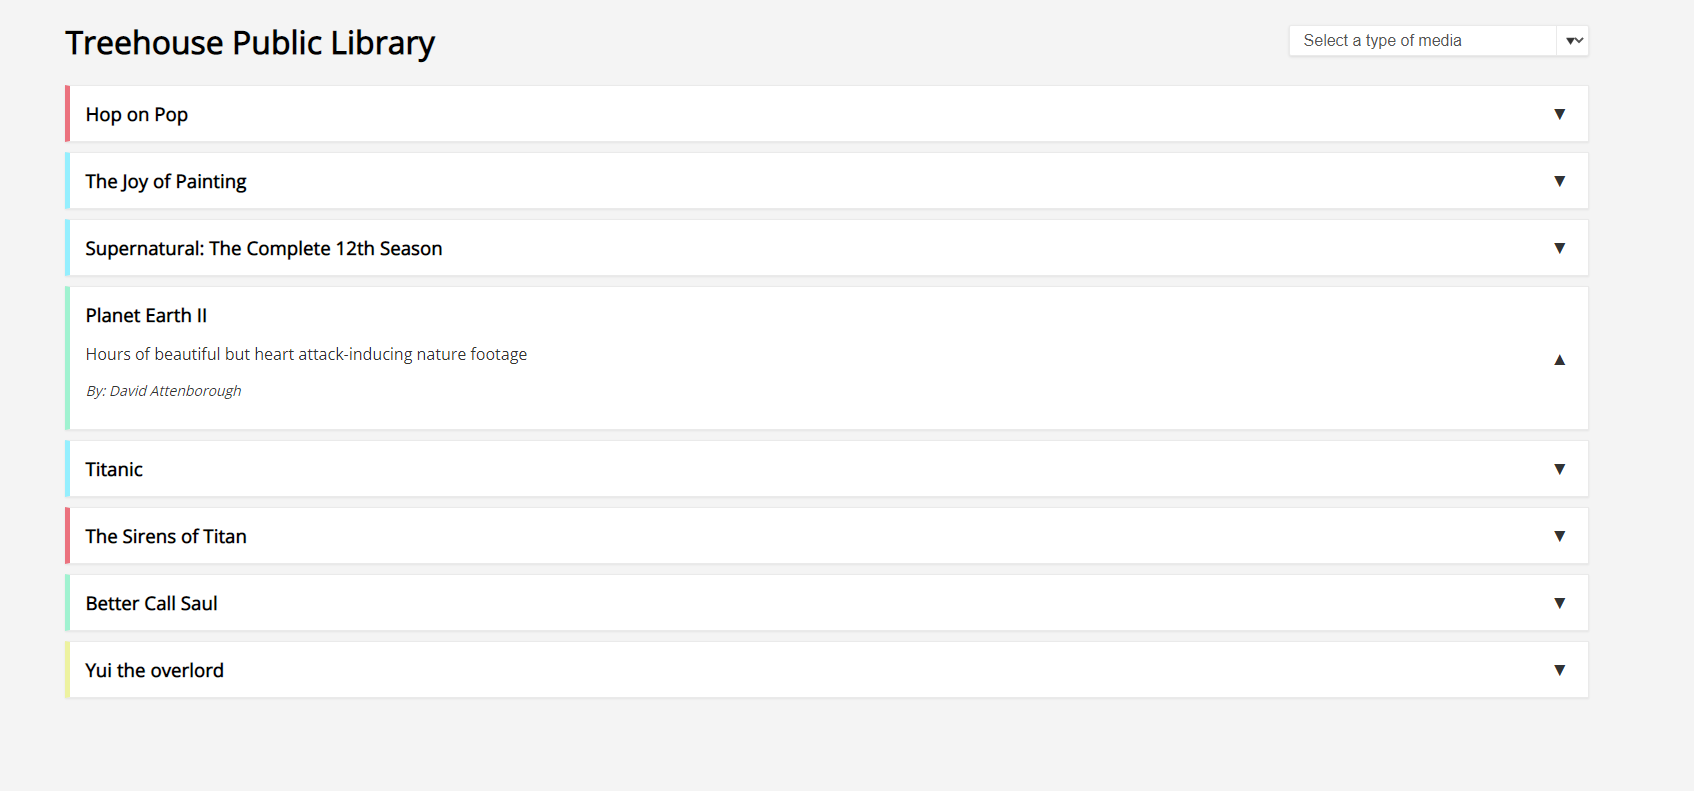 Treehouse Public Library
Select a type of media
Hop on Pop
The Joy of Painting
Supernatural: The Complete 12th Season
Planet Earth II
Hours of beautiful but heart attack-inducing nature footage
By: David Attenborough
Titanic
The Sirens of Titan
Better Call Saul
Yui the overlord